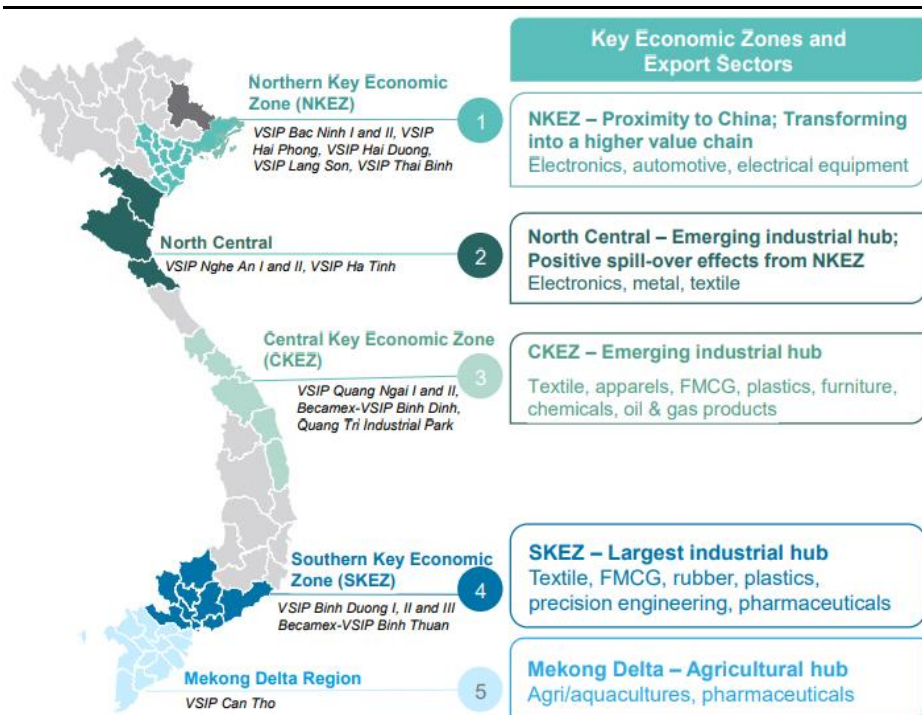 Key Economic Zones and
Export Sectors
Northern Key Economic
Zone (NKEZ)
VSIP Bac Ninh I and II, VSIP
Hai Phong, VSIP Hai Duong,
VSIP Lang Son, VSIP Thai Binh
1
NKEZ – Proximity to China; Transforming
into a higher value chain
Electronics, automotive, electrical equipment
North Central
VSIP Nghe An I and II, VSIP Ha Tinh
2
North Central – Emerging industrial hub;
Positive spill-over effects from NKEZ
Electronics, metal, textile
Central Key Economic Zone
(CKEZ)
VSIP Quang Ngai I and II,
Becamex-VSIP Binh Dinh,
Quang Tri Industrial Park
3
CKEZ – Emerging industrial hub
Textile, apparels, FMCG, plastics, furniture,
chemicals, oil & gas products
Southern Key Economic
Zone (SKEZ)
VSIP Binh Duong I, II and III
Becamex-VSIP Binh Thuan
4
SKEZ – Largest industrial hub
Textile, FMCG, rubber, plastics,
precision engineering, pharmaceuticals
Mekong Delta Region
VSIP Can Tho
5
Mekong Delta – Agricultural hub
Agri/aquacultures, pharmaceuticals